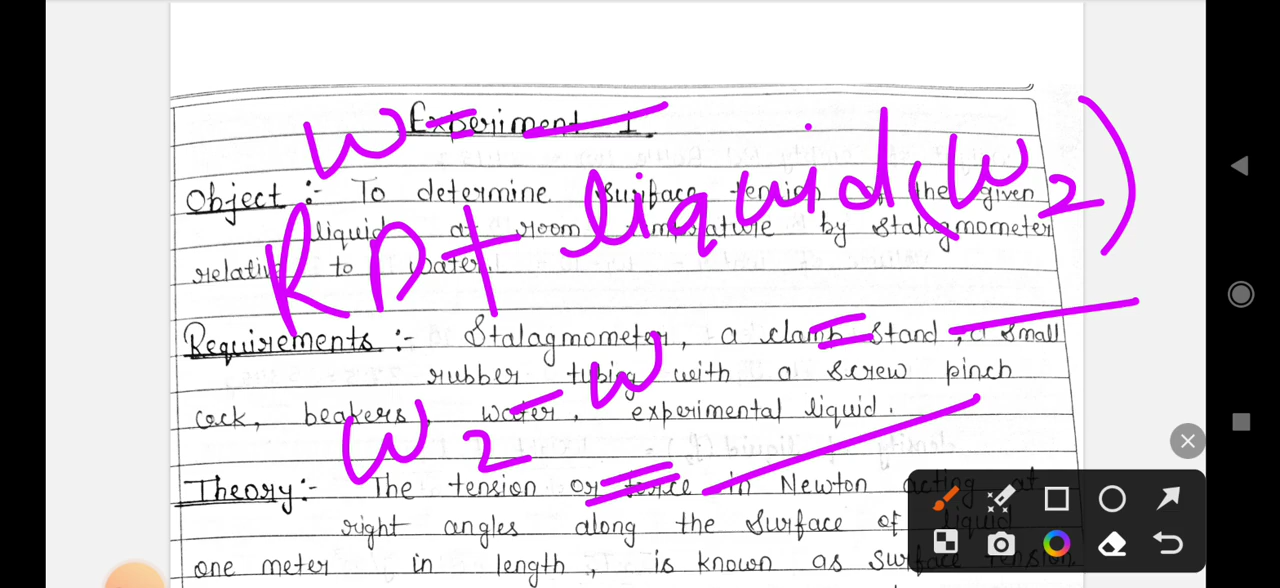 Experiment - 1
W = —
Object :- To determine surface tension of the given
liquid at room temperature by Stalagmometer
relative to water.
RD + liquid (W2)
= —
Requirements :- Stalagmometer, a clamp stand, a small
rubber tubing with a screw pinch
cock, beakers, water, experimental liquid.
W2 - W = —
Theory :- The tension or force in Newton acting at
right angles along the surface of liquid
one meter in length, is known as surface tension